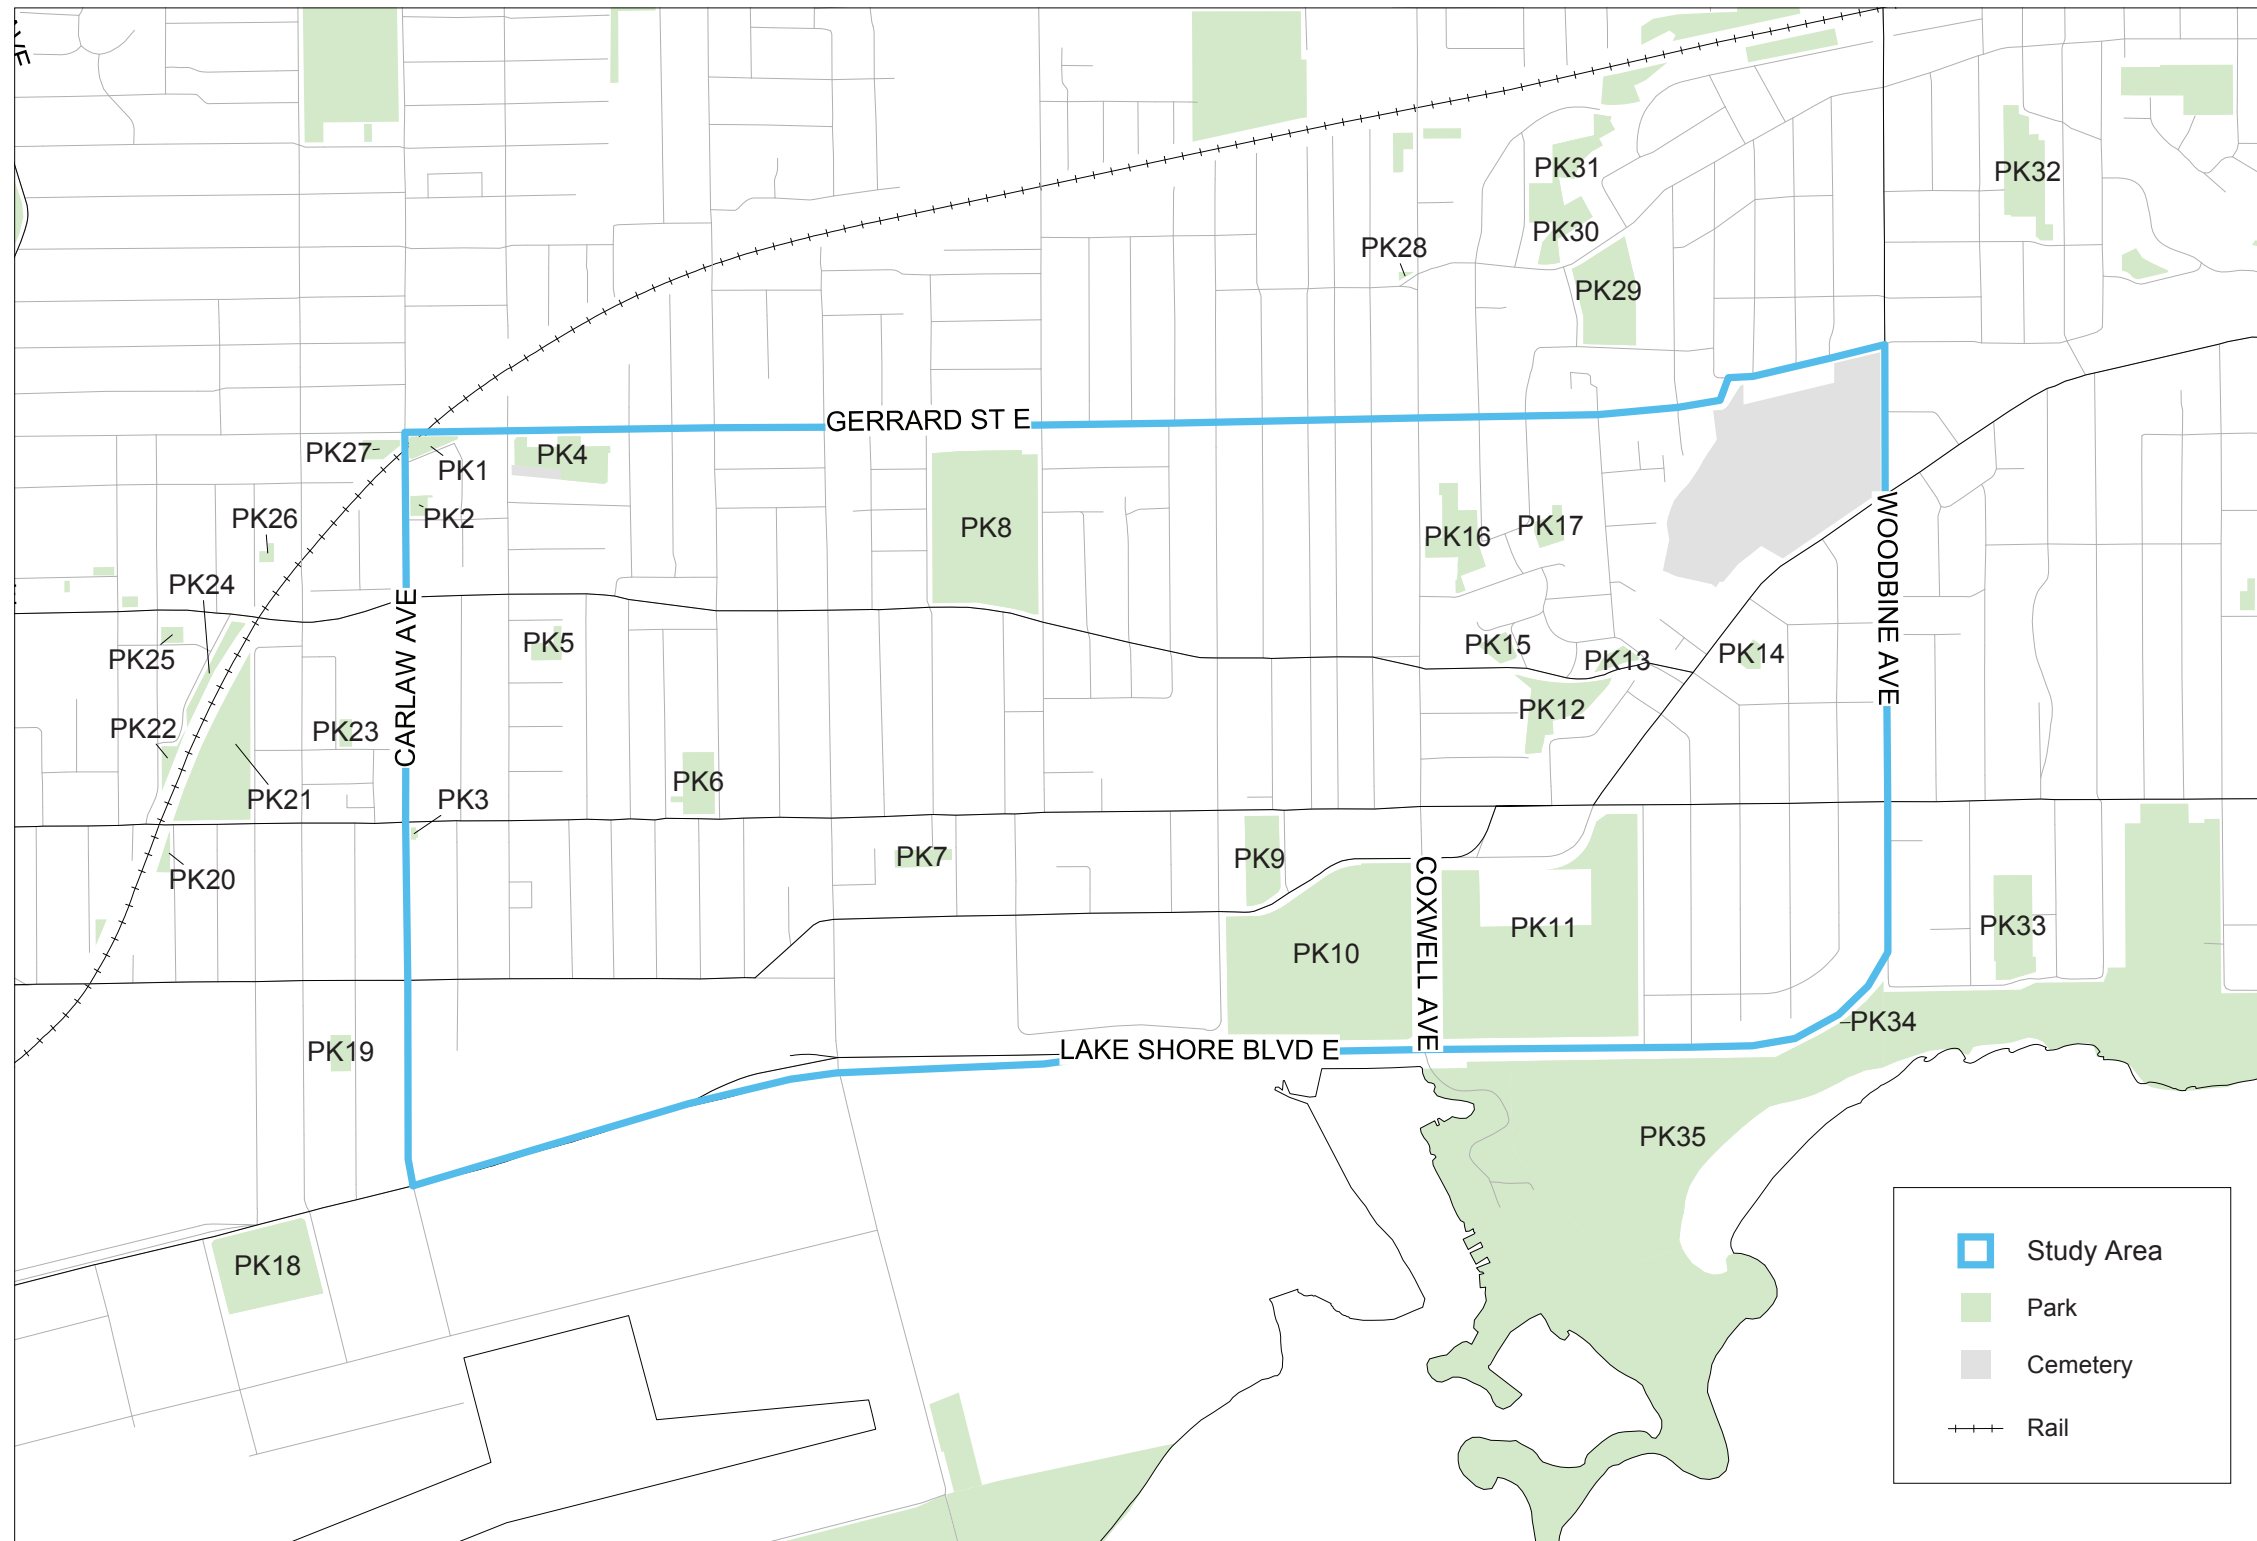 PK31
PK32
PK30
PK28
PK29
GERRARD ST E
PK27
PK1
PK4
PK26
PK2
PK8
PK16
PK17
PK24
WOODBINE AVE
PK25
CARLAW AVE
PK5
PK15
PK13
PK14
PK22
PK23
PK12
PK21
PK3
PK6
PK20
PK7
PK9
COXWELL AVE
PK10
PK11
PK33
PK19
LAKE SHORE BLVD E
PK34
PK35
PK18
Study Area
Park
Cemetery
Rail